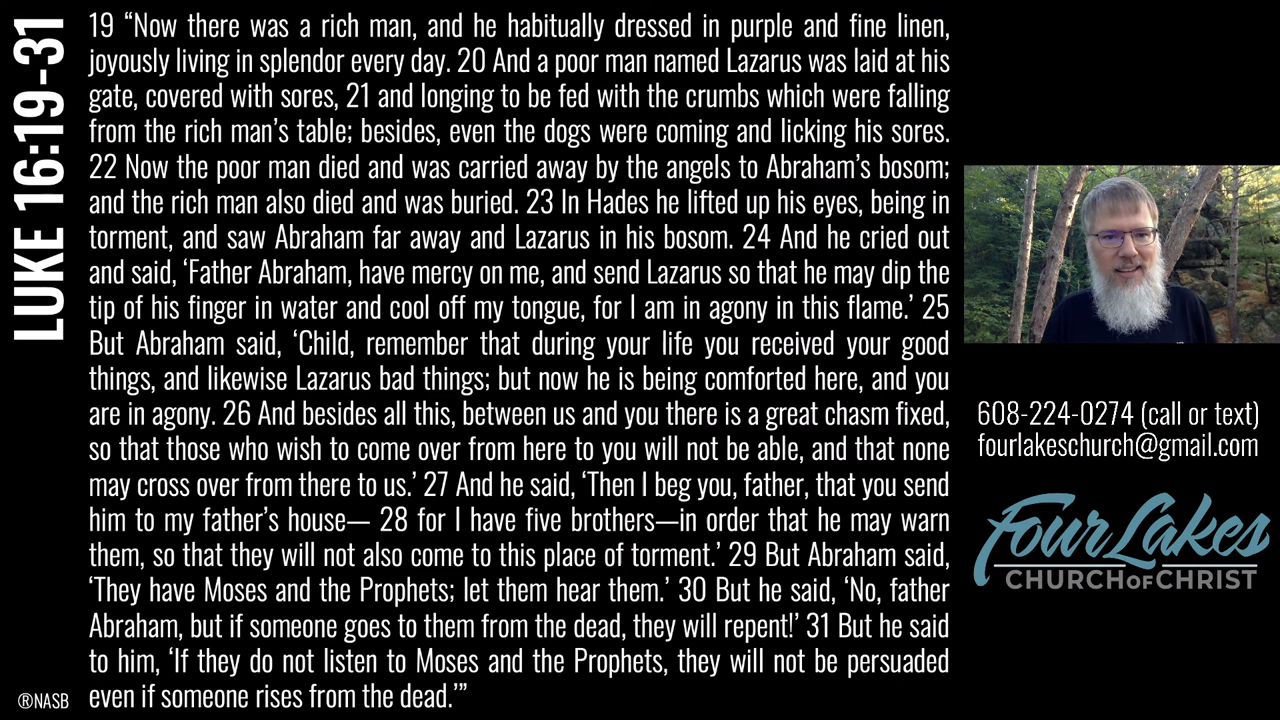 LUKE 16:19-31
19 “Now there was a rich man, and he habitually dressed in purple and fine linen,
joyously living in splendor every day. 20 And a poor man named Lazarus was laid at his
gate, covered with sores, 21 and longing to be fed with the crumbs which were falling
from the rich man’s table; besides, even the dogs were coming and licking his sores.
22 Now the poor man died and was carried away by the angels to Abraham’s bosom;
and the rich man also died and was buried. 23 In Hades he lifted up his eyes, being in
torment, and saw Abraham far away and Lazarus in his bosom. 24 And he cried out
and said, ‘Father Abraham, have mercy on me, and send Lazarus so that he may dip the
tip of his finger in water and cool off my tongue, for I am in agony in this flame.’ 25
But Abraham said, ‘Child, remember that during your life you received your good
things, and likewise Lazarus bad things; but now he is being comforted here, and you
are in agony. 26 And besides all this, between us and you there is a great chasm fixed,
so that those who wish to come over from here to you will not be able, and that none
may cross over from there to us.’ 27 And he said, ‘Then I beg you, father, that you send
him to my father’s house— 28 for I have five brothers—in order that he may warn
them, so that they will not also come to this place of torment.’ 29 But Abraham said,
‘They have Moses and the Prophets; let them hear them.’ 30 But he said, ‘No, father
Abraham, but if someone goes to them from the dead, they will repent!’ 31 But he said
to him, ‘If they do not listen to Moses and the Prophets, they will not be persuaded
even if someone rises from the dead.’”
®NASB
608-224-0274 (call or text)
fourlakeschurch@gmail.com
Four Lakes
CHURCH OF CHRIST